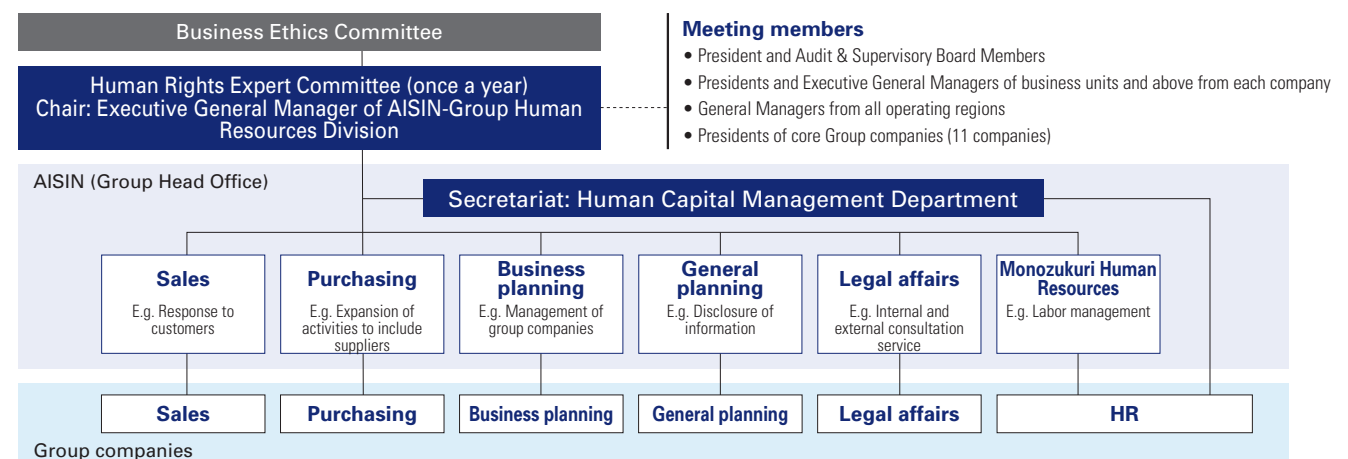 Business Ethics Committee
Human Rights Expert Committee (once a year)
Chair: Executive General Manager of AISIN-Group Human
Resources Division
Meeting members
• President and Audit & Supervisory Board Members
• Presidents and Executive General Managers of business units and above from each company
• General Managers from all operating regions
• Presidents of core Group companies (11 companies)
AISIN (Group Head Office)
Secretariat: Human Capital Management Department
Sales
E.g. Response to
customers
Purchasing
E.g. Expansion of
activities to include
suppliers
Business
planning
E.g. Management of
group companies
General
planning
E.g. Disclosure of
information
Legal affairs
E.g. Internal and
external consultation
service
Monozukuri Human
Resources
E.g. Labor management
Sales
Purchasing
Business planning
General planning
Legal affairs
HR
Group companies